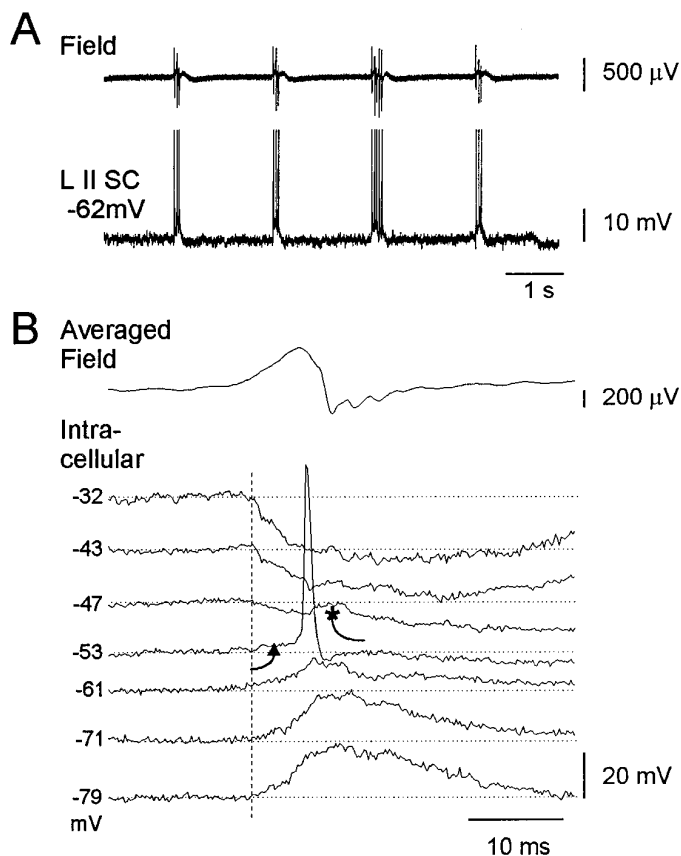 A
Field
500 µV
L II SC
-62mV
10 mV
1 s
B
Averaged
Field
200 µV
Intra-
cellular
-32
-43
-47
*
-53
-61
-71
20 mV
-79
mV
10 ms